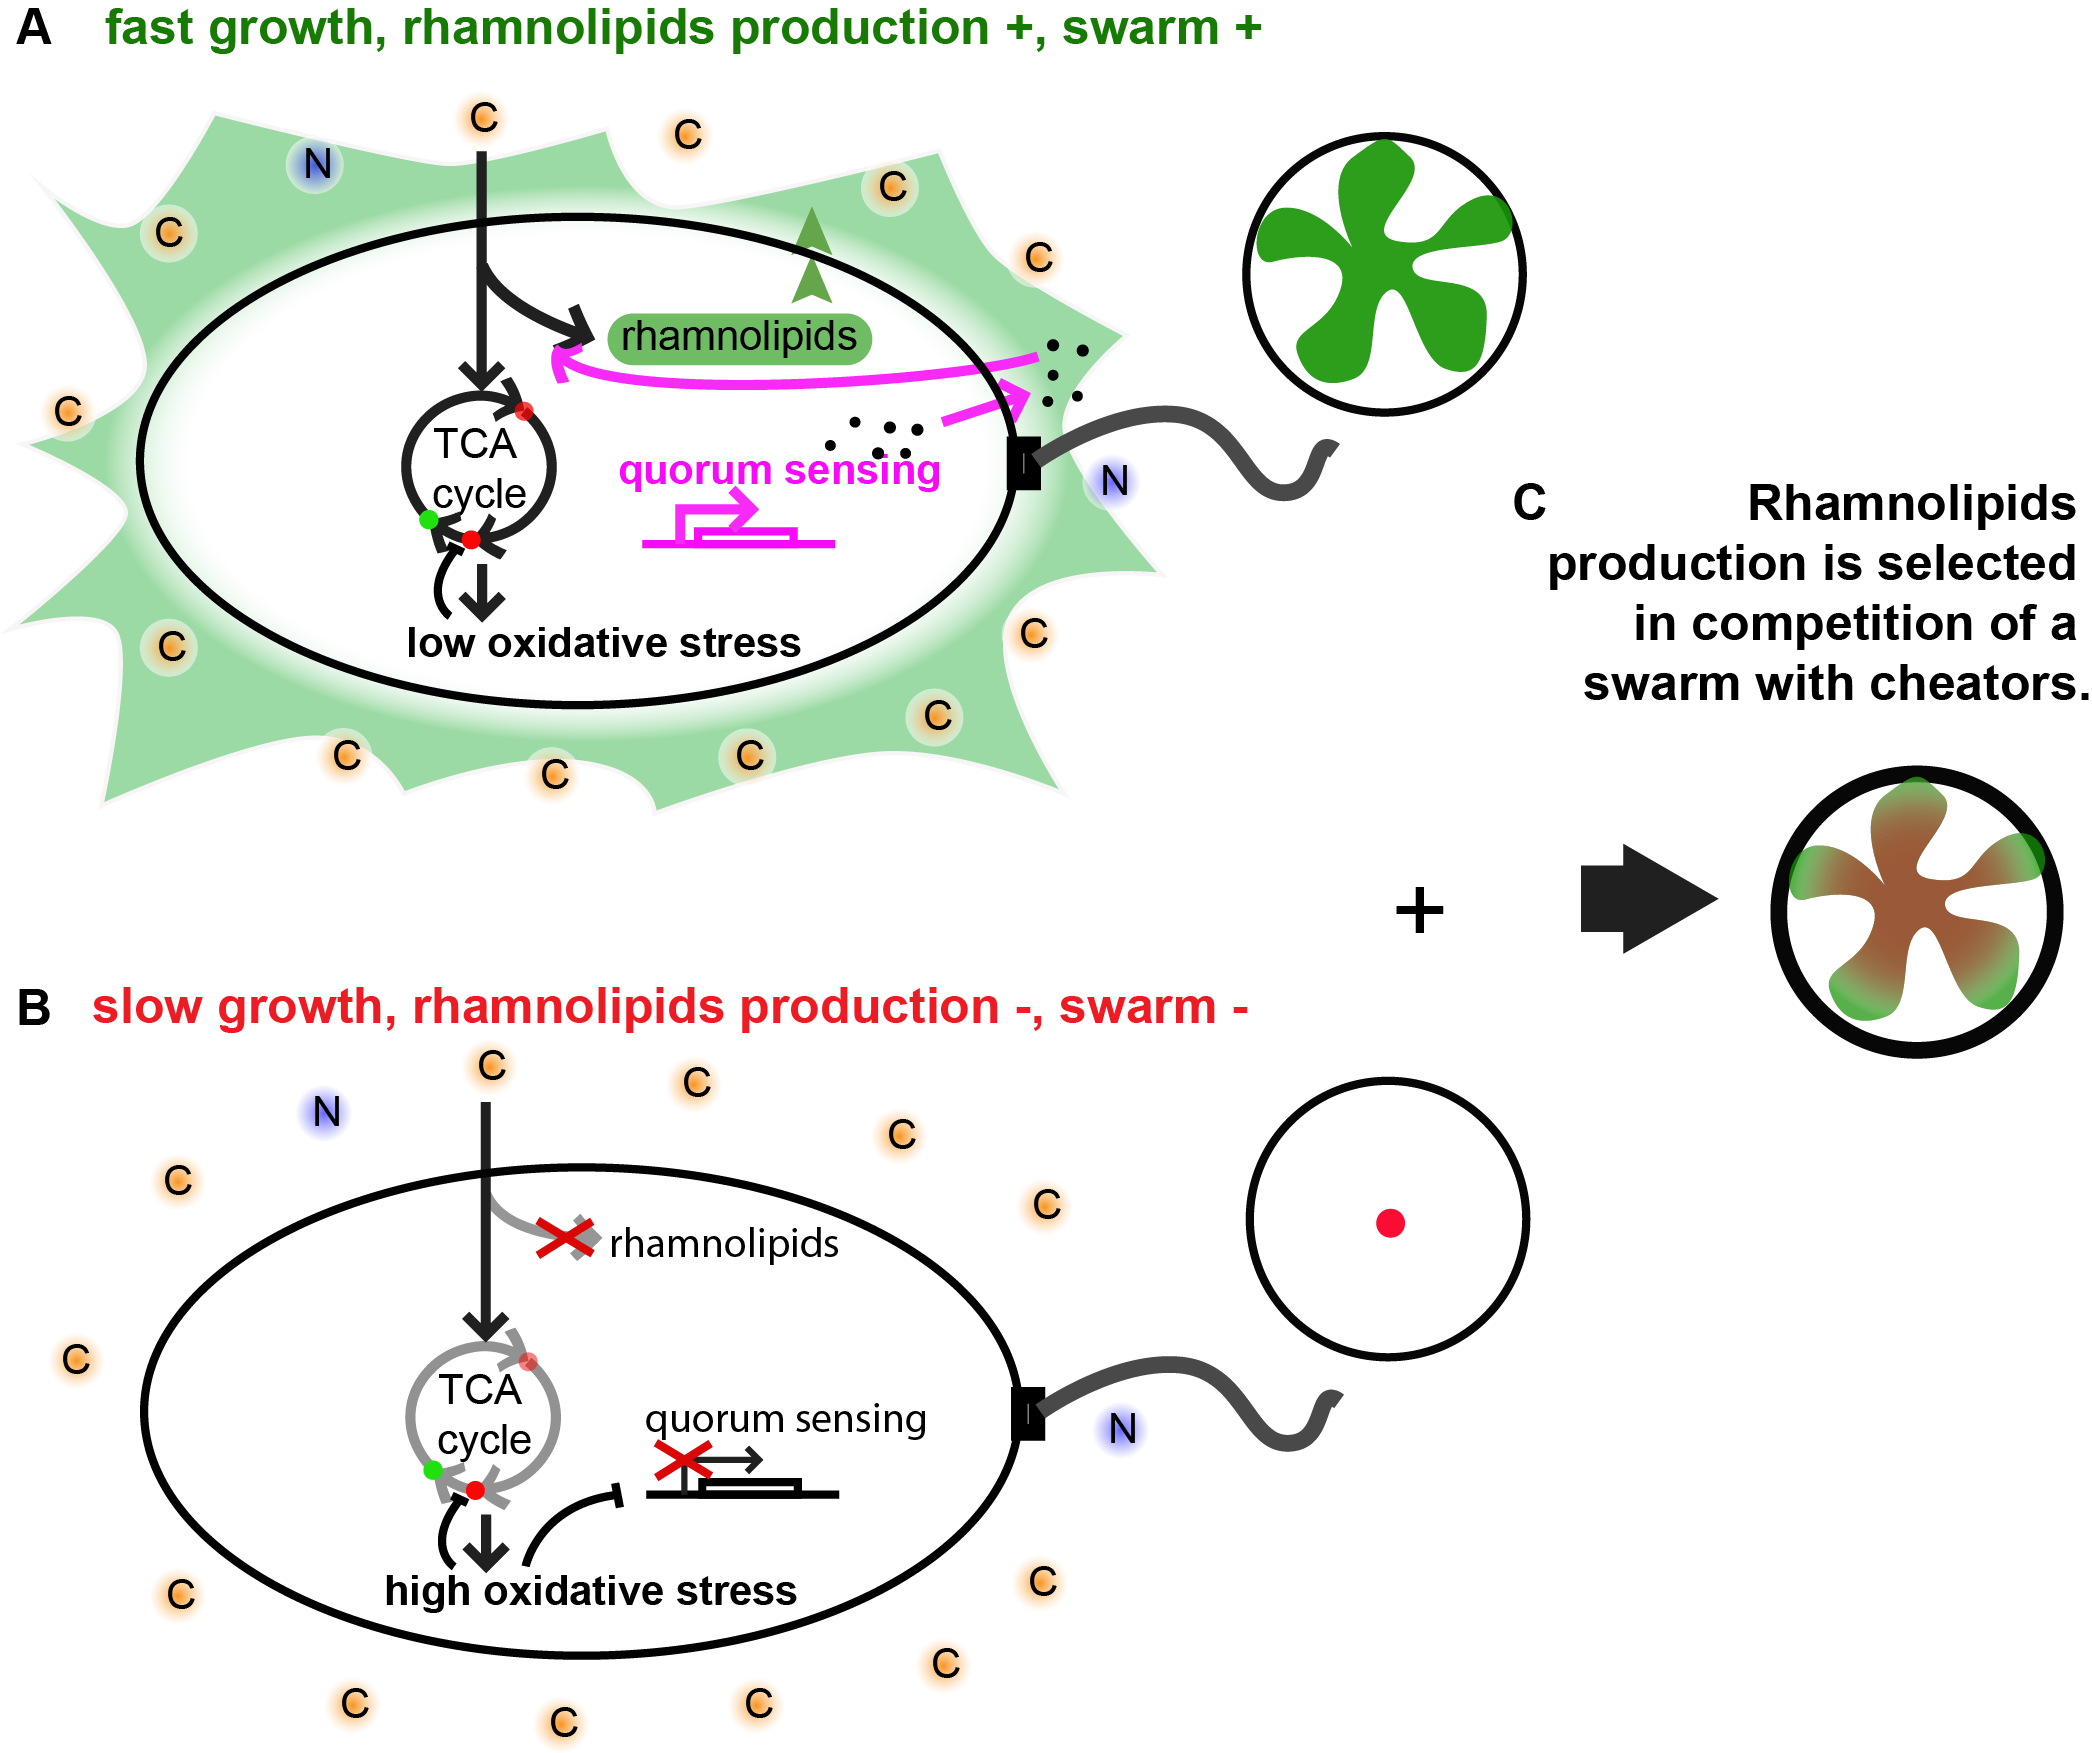 A fast growth, rhamnolipids production +, swarm +
C
C
N
C
C
C
rhamnolipids
C
TCA
cycle
quorum sensing
N
low oxidative stress
C
C
C
C
C
C
C Rhamnolipids
production is selected
in competition of a
swarm with cheators.
+
B slow growth, rhamnolipids production -, swarm -
C
C
N
C
C
C
rhamnolipids
C
TCA
cycle
quorum sensing
N
high oxidative stress
C
C
C
C
C
C